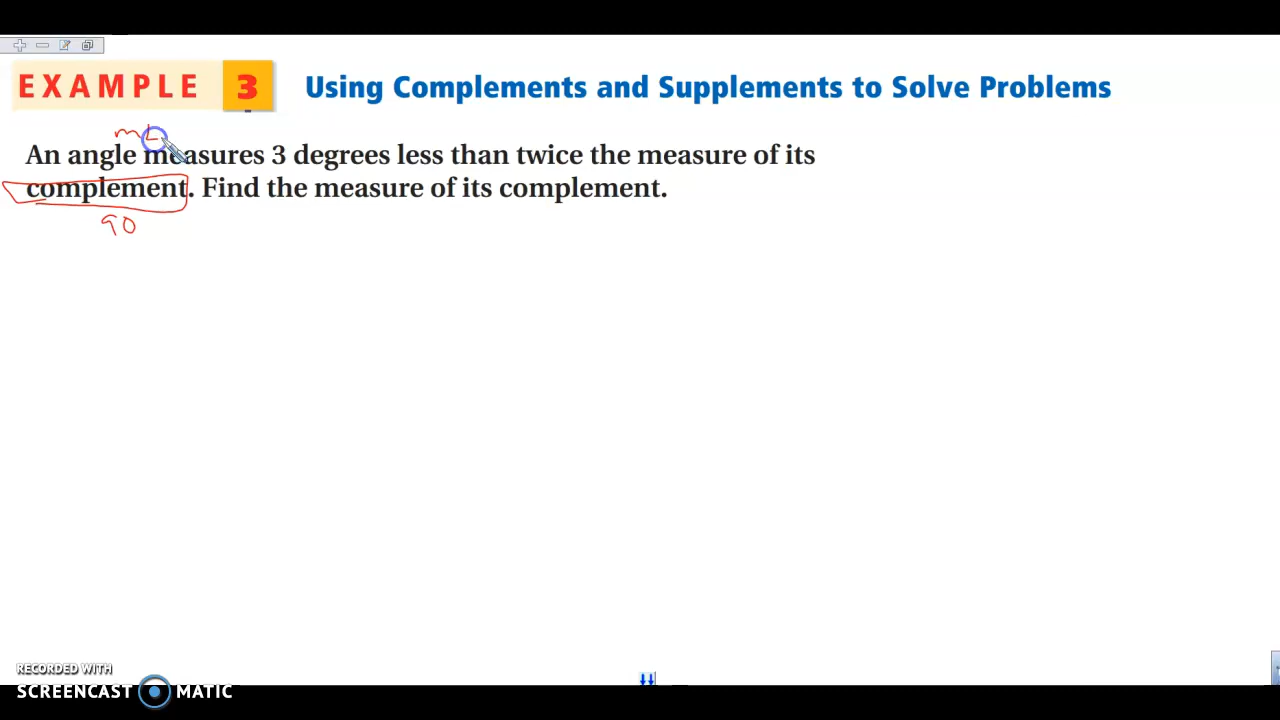 EXAMPLE 3 Using Complements and Supplements to Solve Problems
m∠
An angle measures 3 degrees less than twice the measure of its
complement. Find the measure of its complement.
90
RECORDED WITH
SCREENCAST MATIC